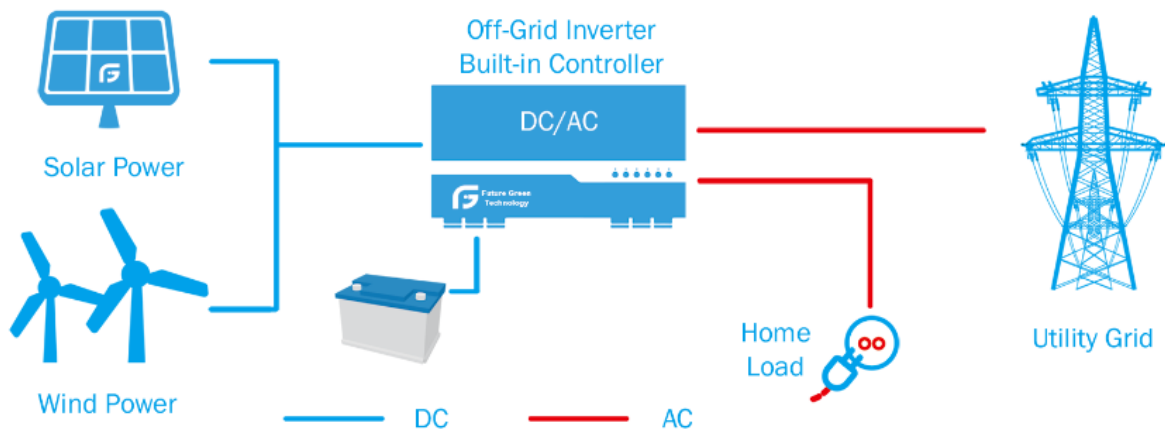 Off-Grid Inverter
Built-in Controller
DC/AC
Solar Power
Future Green
Technology
Home
Load
Utility Grid
Wind Power
DC
AC